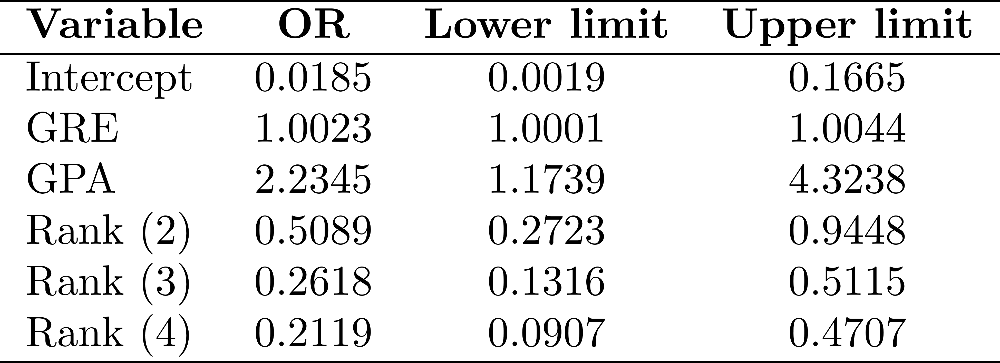 Variable OR Lower limit Upper limit
Intercept 0.0185 0.0019 0.1665
GRE 1.0023 1.0001 1.0044
GPA 2.2345 1.1739 4.3238
Rank (2) 0.5089 0.2723 0.9448
Rank (3) 0.2618 0.1316 0.5115
Rank (4) 0.2119 0.0907 0.4707